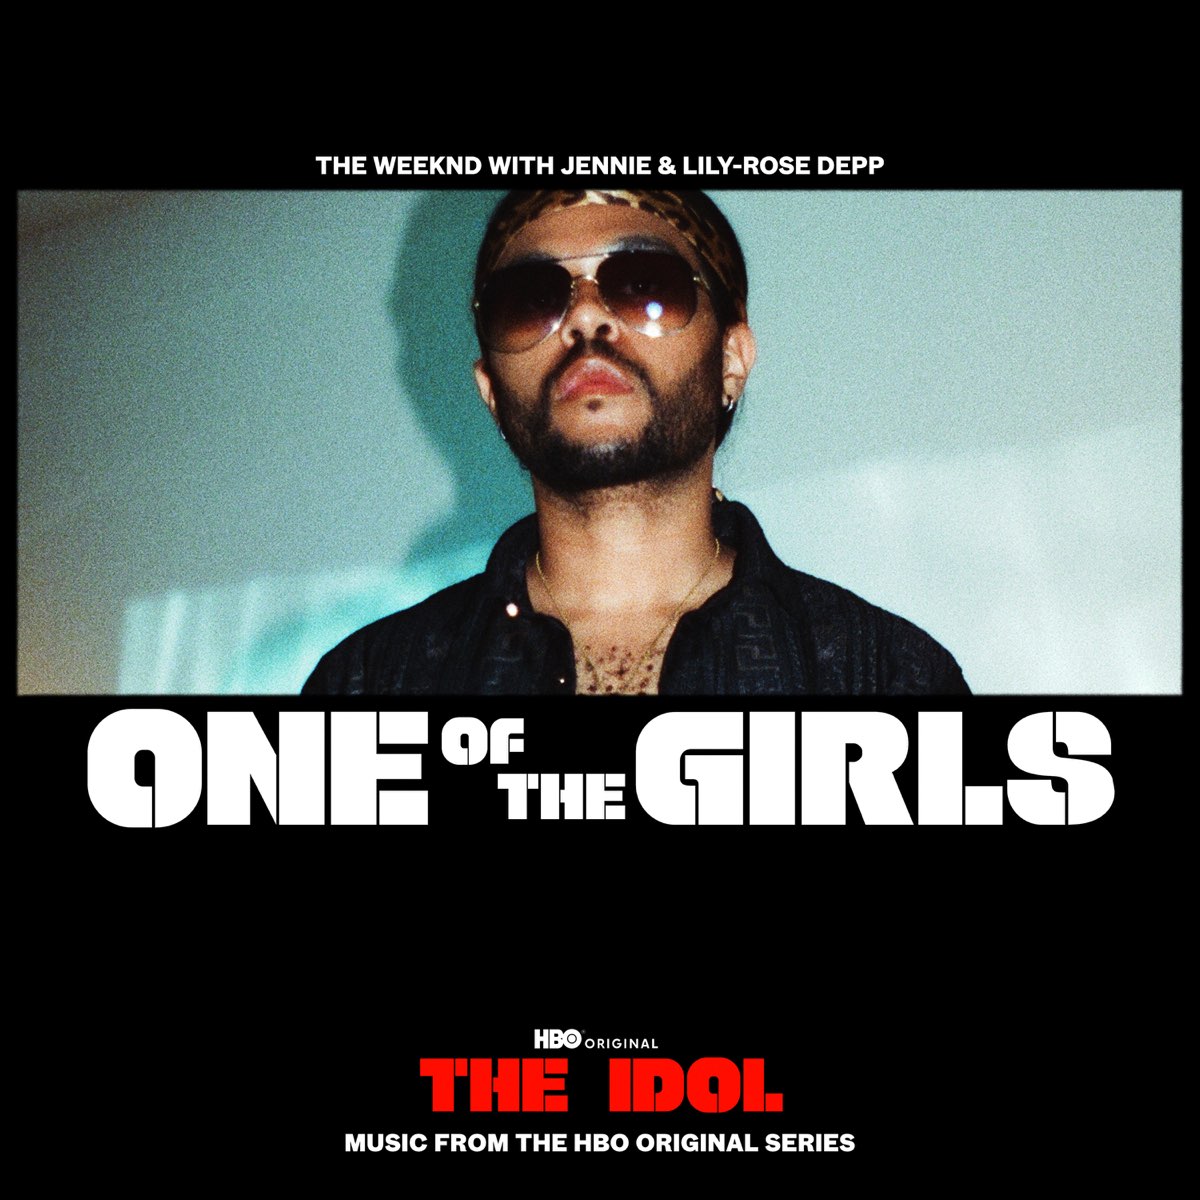 THE WEEKND WITH JENNIE & LILY-ROSE DEPP
ONE OF THE GIRLS
HBO ORIGINAL
THE IDOL
MUSIC FROM THE HBO ORIGINAL SERIES